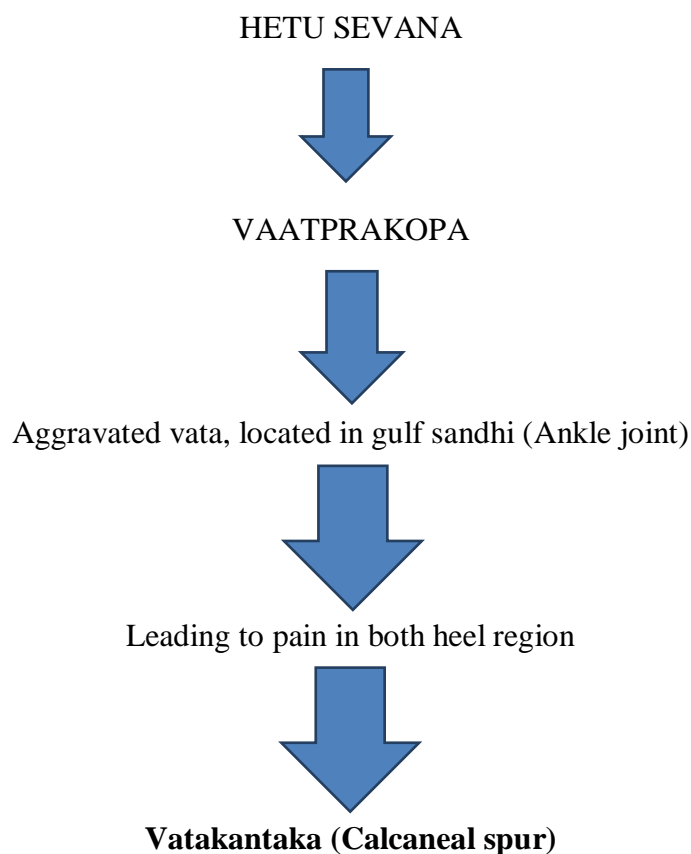 HETU SEVANA
VAATPRAKOPA
Aggravated vata, located in gulf sandhi (Ankle joint)
Leading to pain in both heel region
Vatakantaka (Calcaneal spur)